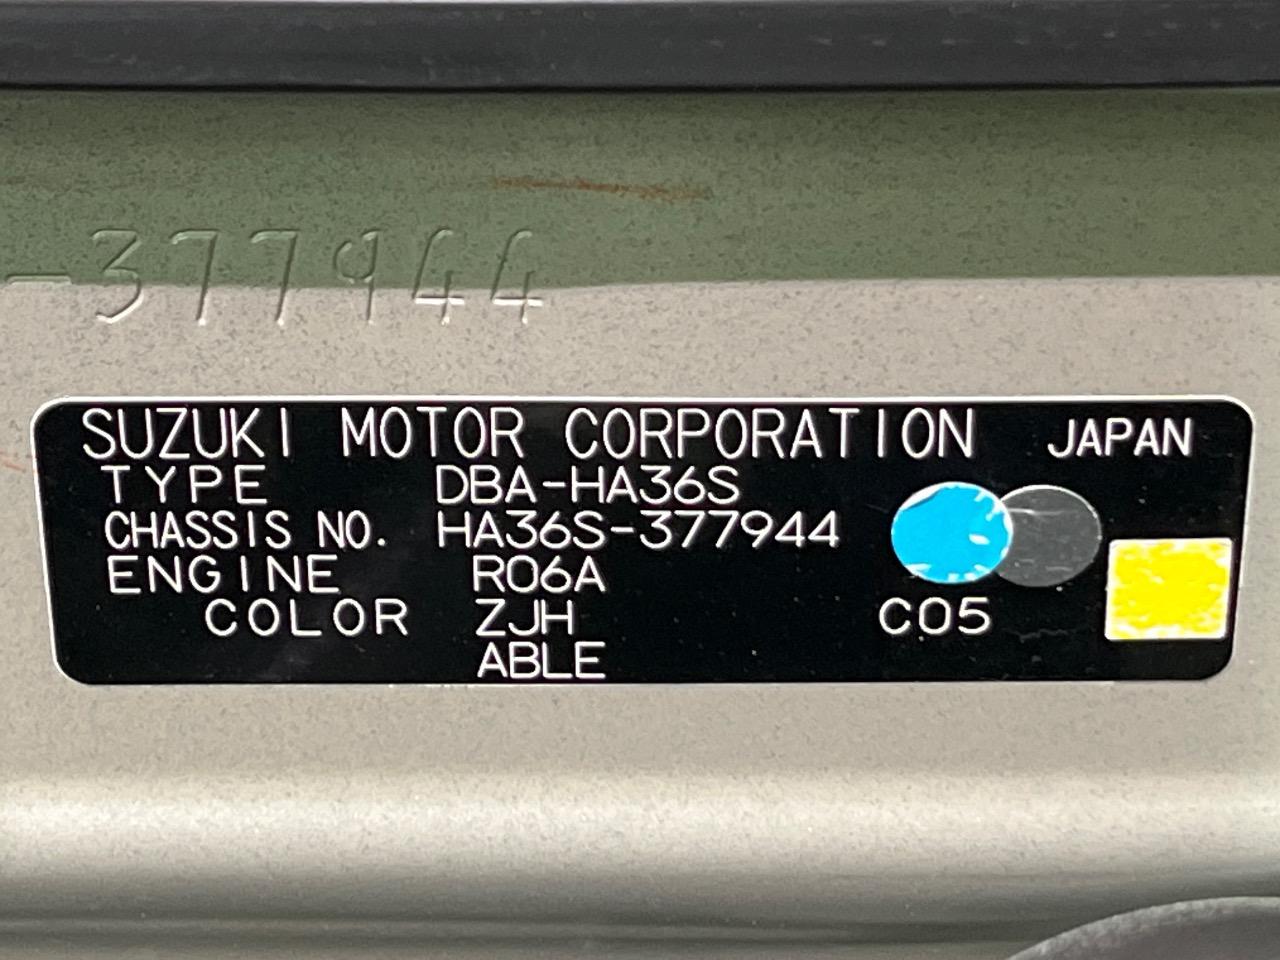 -377944
SUZUKI MOTOR CORPORATION JAPAN
TYPE DBA-HA36S
CHASSIS NO. HA36S-377944
ENGINE R06A
COLOR ZJH C05
ABLE